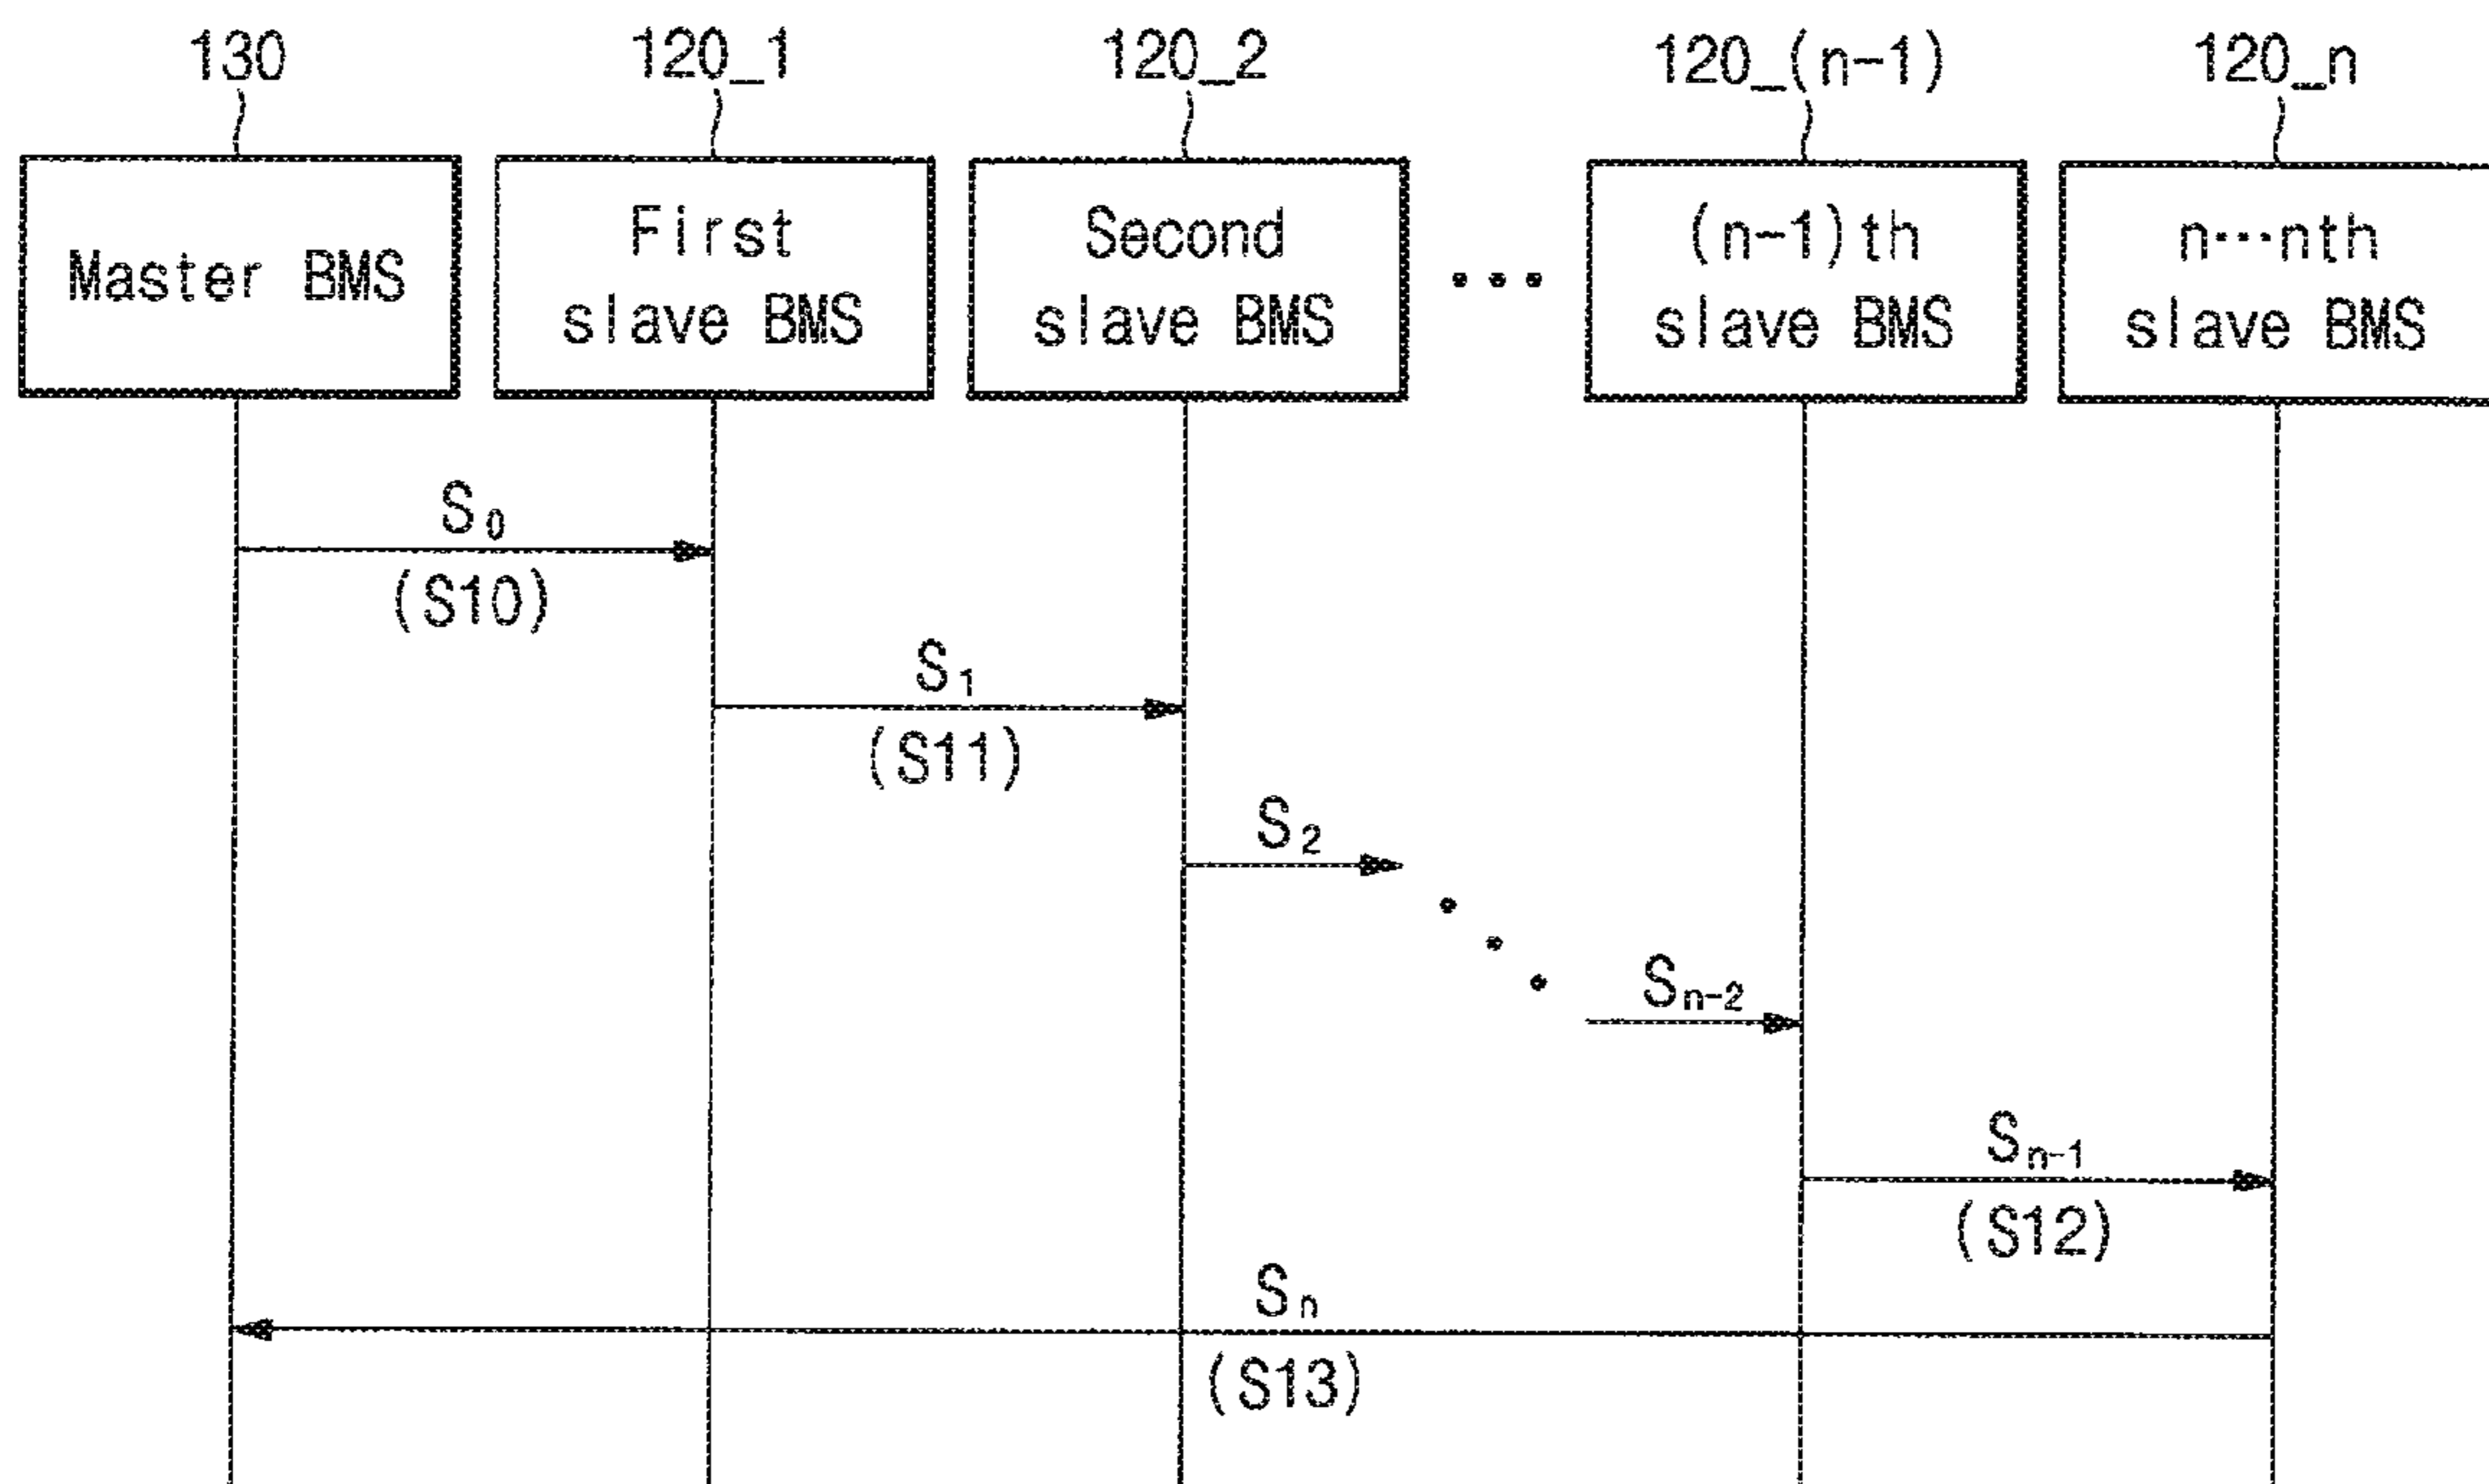 130 120_1 120_2 120_(n-1) 120_n
Master BMS
First
slave BMS
Second
slave BMS
...
(n-1)th
slave BMS
n…nth
slave BMS
S₀
(S10)
S₁
(S11)
S₂
Sₙ₋₂
Sₙ₋₁
(S12)
Sₙ
(S13)